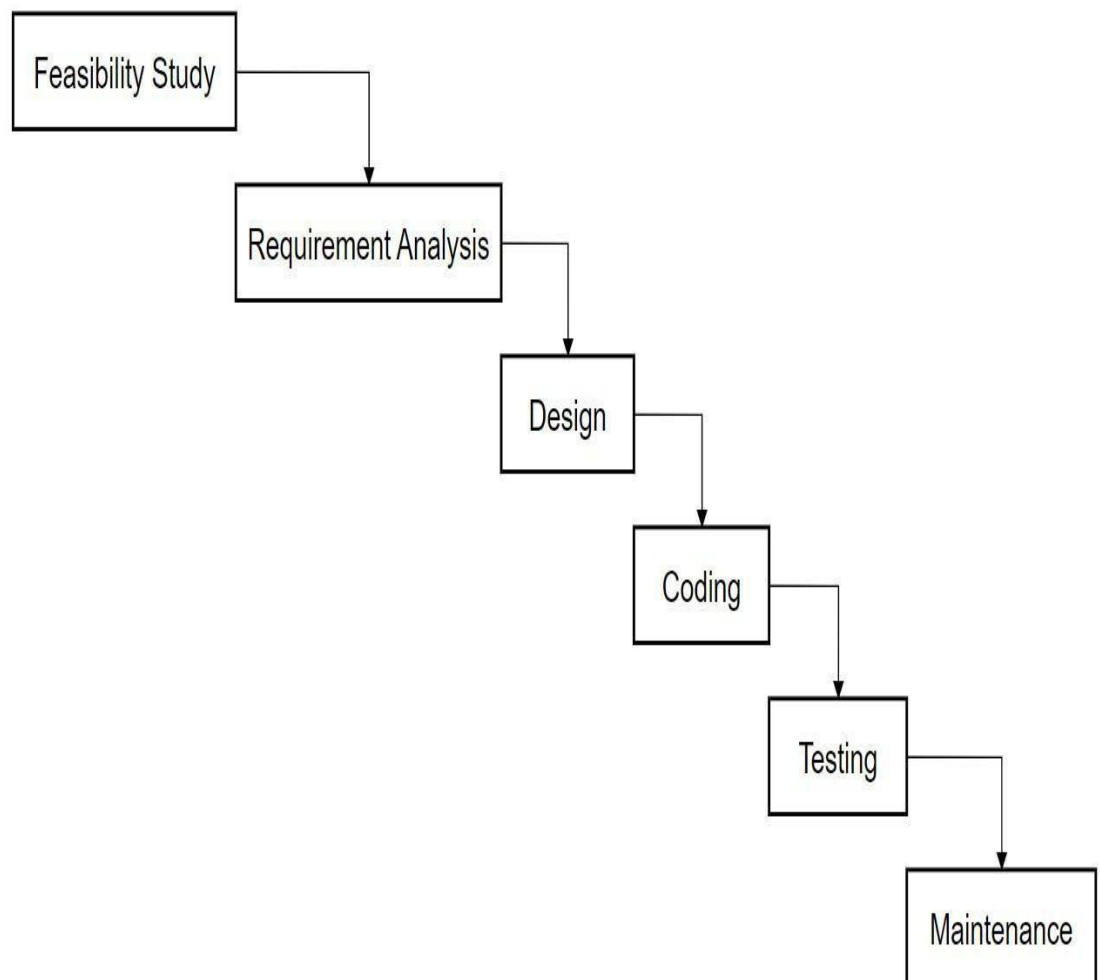 Feasibility Study
Requirement Analysis
Design
Coding
Testing
Maintenance